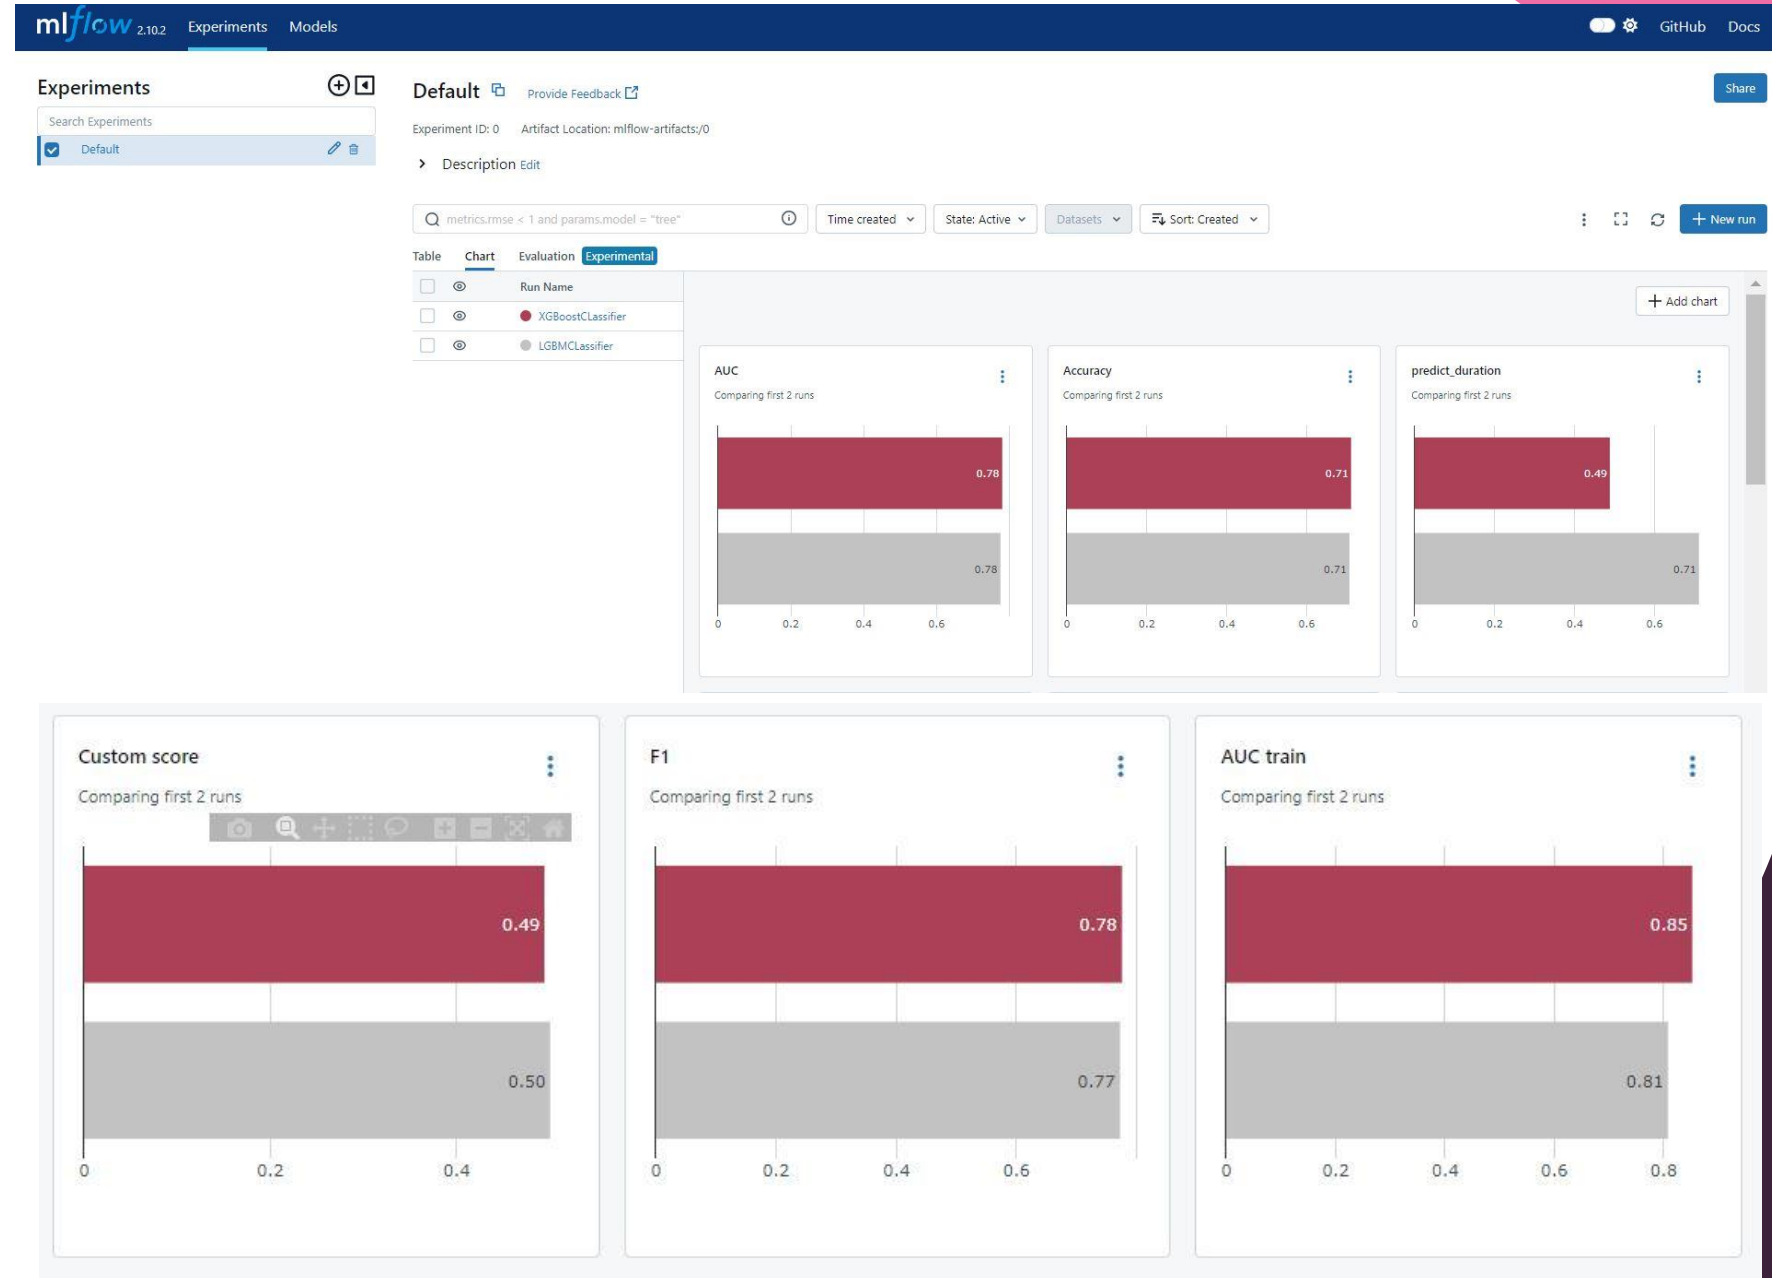 mlflow 2.10.2 Experiments Models GitHub Docs
Experiments
Search Experiments
Default
Default Provide Feedback Share
Experiment ID: 0 Artifact Location: mlflow-artifacts:/0
Description Edit
metrics.rmse < 1 and params.model = "tree" Time created State: Active Datasets Sort: Created + New run
Table Chart Evaluation Experimental
Run Name
XGBoostCLassifier
LGBMCLassifier
+ Add chart
AUC
Comparing first 2 runs
0.78
0.78
0 0.2 0.4 0.6
Accuracy
Comparing first 2 runs
0.71
0.71
0 0.2 0.4 0.6
predict_duration
Comparing first 2 runs
0.49
0.71
0 0.2 0.4 0.6
Custom score
Comparing first 2 runs
0.49
0.50
0 0.2 0.4
F1
Comparing first 2 runs
0.78
0.77
0 0.2 0.4 0.6
AUC train
Comparing first 2 runs
0.85
0.81
0 0.2 0.4 0.6 0.8